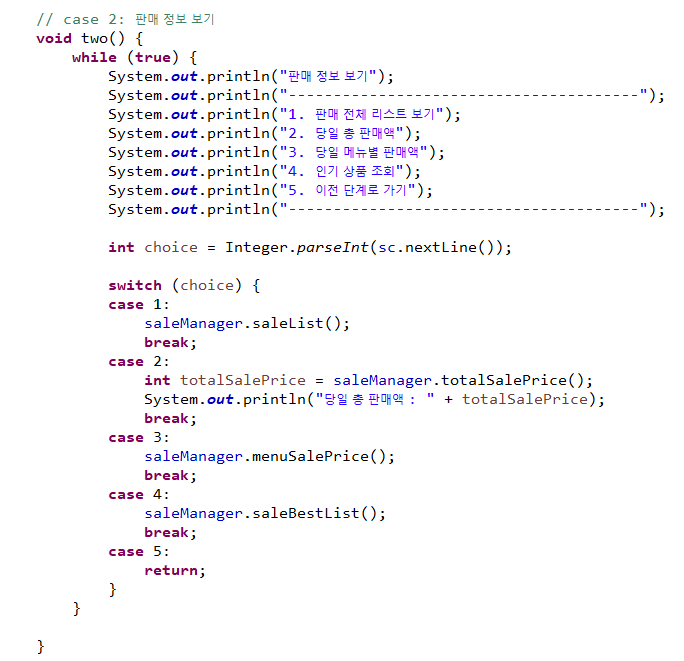 // case 2: 판매 정보 보기
void two() {
    while (true) {
        System.out.println("판매 정보 보기");
        System.out.println("---------------------------------------");
        System.out.println("1. 판매 전체 리스트 보기");
        System.out.println("2. 당일 총 판매액");
        System.out.println("3. 당일 메뉴별 판매액");
        System.out.println("4. 인기 상품 조회");
        System.out.println("5. 이전 단계로 가기");
        System.out.println("---------------------------------------");

        int choice = Integer.parseInt(sc.nextLine());

        switch (choice) {
        case 1:
            saleManager.saleList();
            break;
        case 2:
            int totalSalePrice = saleManager.totalSalePrice();
            System.out.println("당일 총 판매액 : " + totalSalePrice);
            break;
        case 3:
            saleManager.menuSalePrice();
            break;
        case 4:
            saleManager.saleBestList();
            break;
        case 5:
            return;
        }
    }

}